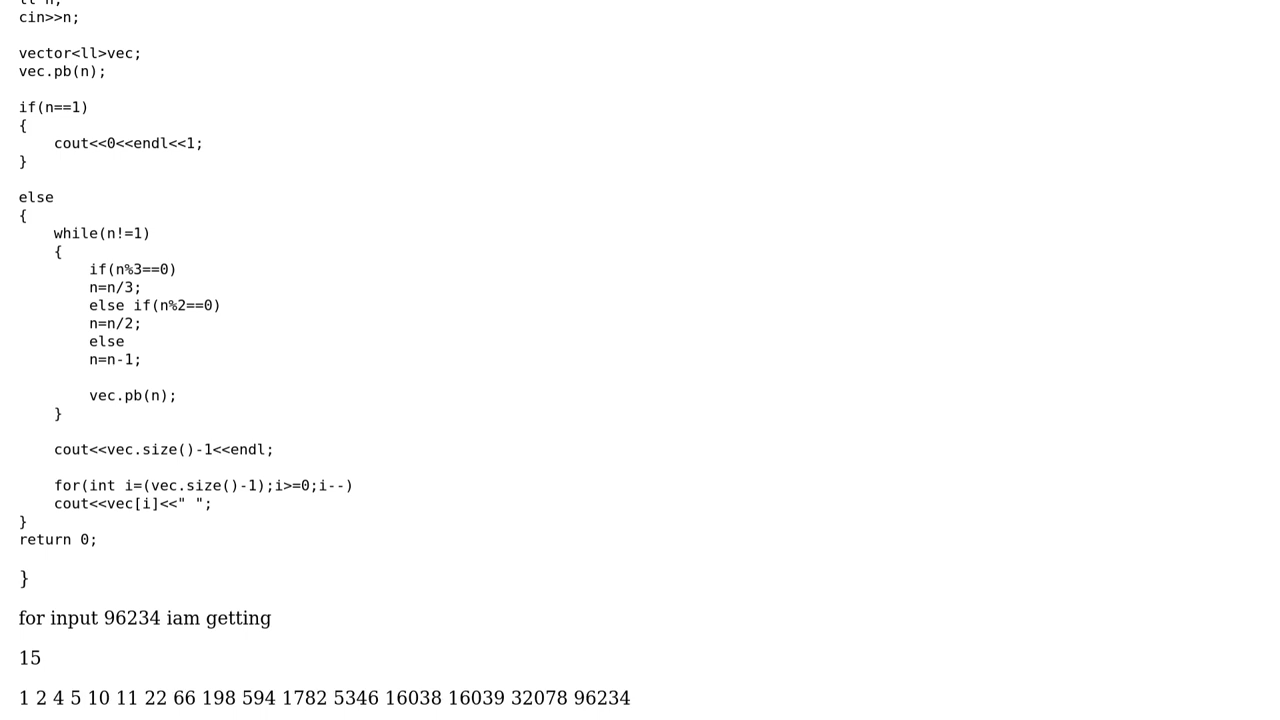 cin>>n;
vector<ll>vec;
vec.pb(n);
if(n==1)
{
cout<<0<<endl<<1;
}
else
{
while(n!=1)
{
if(n%3==0)
n=n/3;
else if(n%2==0)
n=n/2;
else
n=n-1;
vec.pb(n);
}
cout<<vec.size()-1<<endl;
for(int i=(vec.size()-1);i>=0;i--)
cout<<vec[i]<<" ";
}
return 0;
}
for input 96234 iam getting
15
1 2 4 5 10 11 22 66 198 594 1782 5346 16038 16039 32078 96234